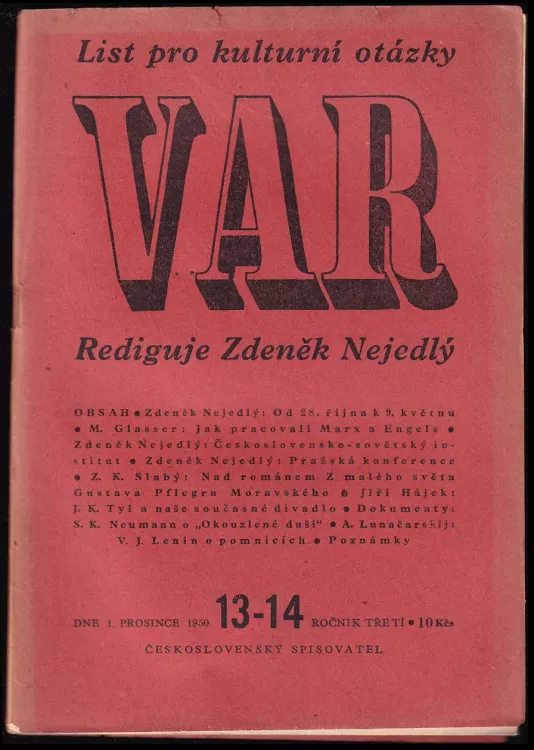 List pro kulturní otázky
VAR
Rediguje Zdeněk Nejedlý
OBSAH ● Zdeněk Nejedlý: Od 28. října k 9. květnu
● M. Glasser: Jak pracovali Marx a Engels ●
Zdeněk Nejedlý: Československo-sovětský in-
stitut ● Zdeněk Nejedlý: Pražská konference
● Z. K. Slabý: Nad románem Z malého světa
Gustava Pflegra Moravského ● Jiří Hájek:
J. K. Tyl a naše současné divadlo ● Dokumenty:
S. K. Neumann o „Okouzlené duši“ ● A. Lunačarskij:
V. J. Lenin o pomnících ● Poznámky
DNE 1. PROSINCE 1950 13-14 ROČNÍK TŘETÍ ● 10 Kčs
ČESKOSLOVENSKÝ SPISOVATEL